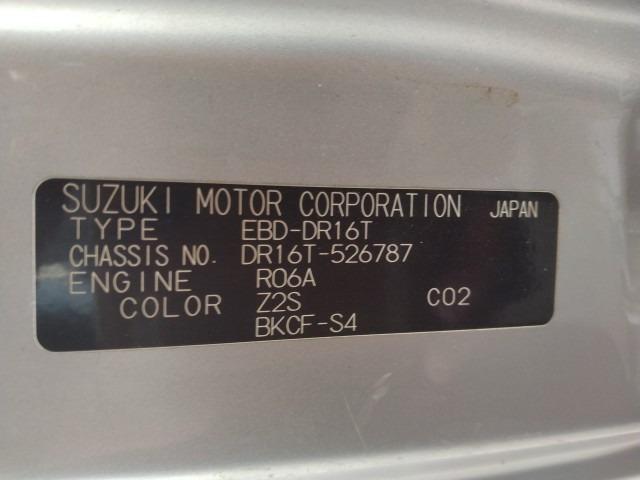 SUZUKI MOTOR CORPORATION JAPAN
TYPE EBD-DR16T
CHASSIS NO. DR16T-526787
ENGINE R06A
COLOR Z2S C02
BKCF-S4